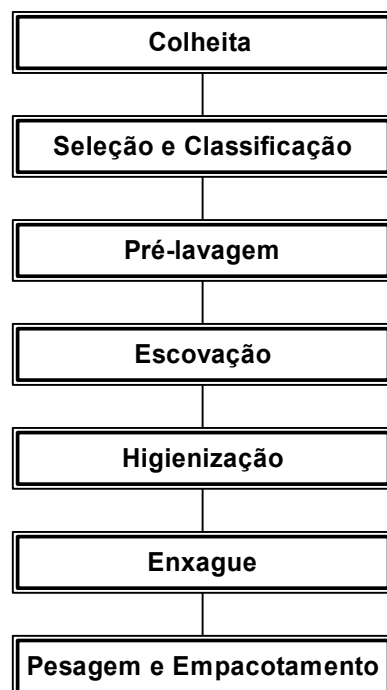 Colheita
Seleção e Classificação
Pré-lavagem
Escovação
Higienização
Enxague
Pesagem e Empacotamento